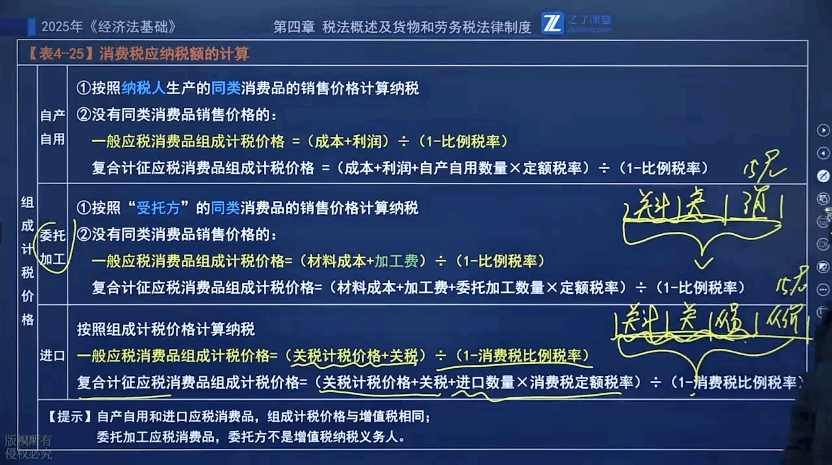 2025年《经济法基础》
第四章 税法概述及货物和劳务税法律制度
之了课堂
【表4-25】消费税应纳税额的计算
组成计税价格
自产自用
①按照纳税人生产的同类消费品的销售价格计算纳税
②没有同类消费品销售价格的：
一般应税消费品组成计税价格 =（成本+利润）÷（1-比例税率）
复合计征应税消费品组成计税价格 =（成本+利润+自产自用数量×定额税率）÷（1-比例税率）
委托加工
①按照“受托方”的同类消费品的销售价格计算纳税
②没有同类消费品销售价格的：
一般应税消费品组成计税价格=（材料成本+加工费）÷（1-比例税率）
复合计征应税消费品组成计税价格=（材料成本+加工费+委托加工数量×定额税率）÷（1-比例税率）
进口
按照组成计税价格计算纳税
一般应税消费品组成计税价格=（关税计税价格+关税）÷（1-消费税比例税率）
复合计征应税消费品组成计税价格=（关税计税价格+关税+进口数量×消费税定额税率）÷（1-消费税比例税率）
【提示】自产自用和进口应税消费品，组成计税价格与增值税相同；
委托加工应税消费品，委托方不是增值税纳税义务人。
版权所有
侵权必究